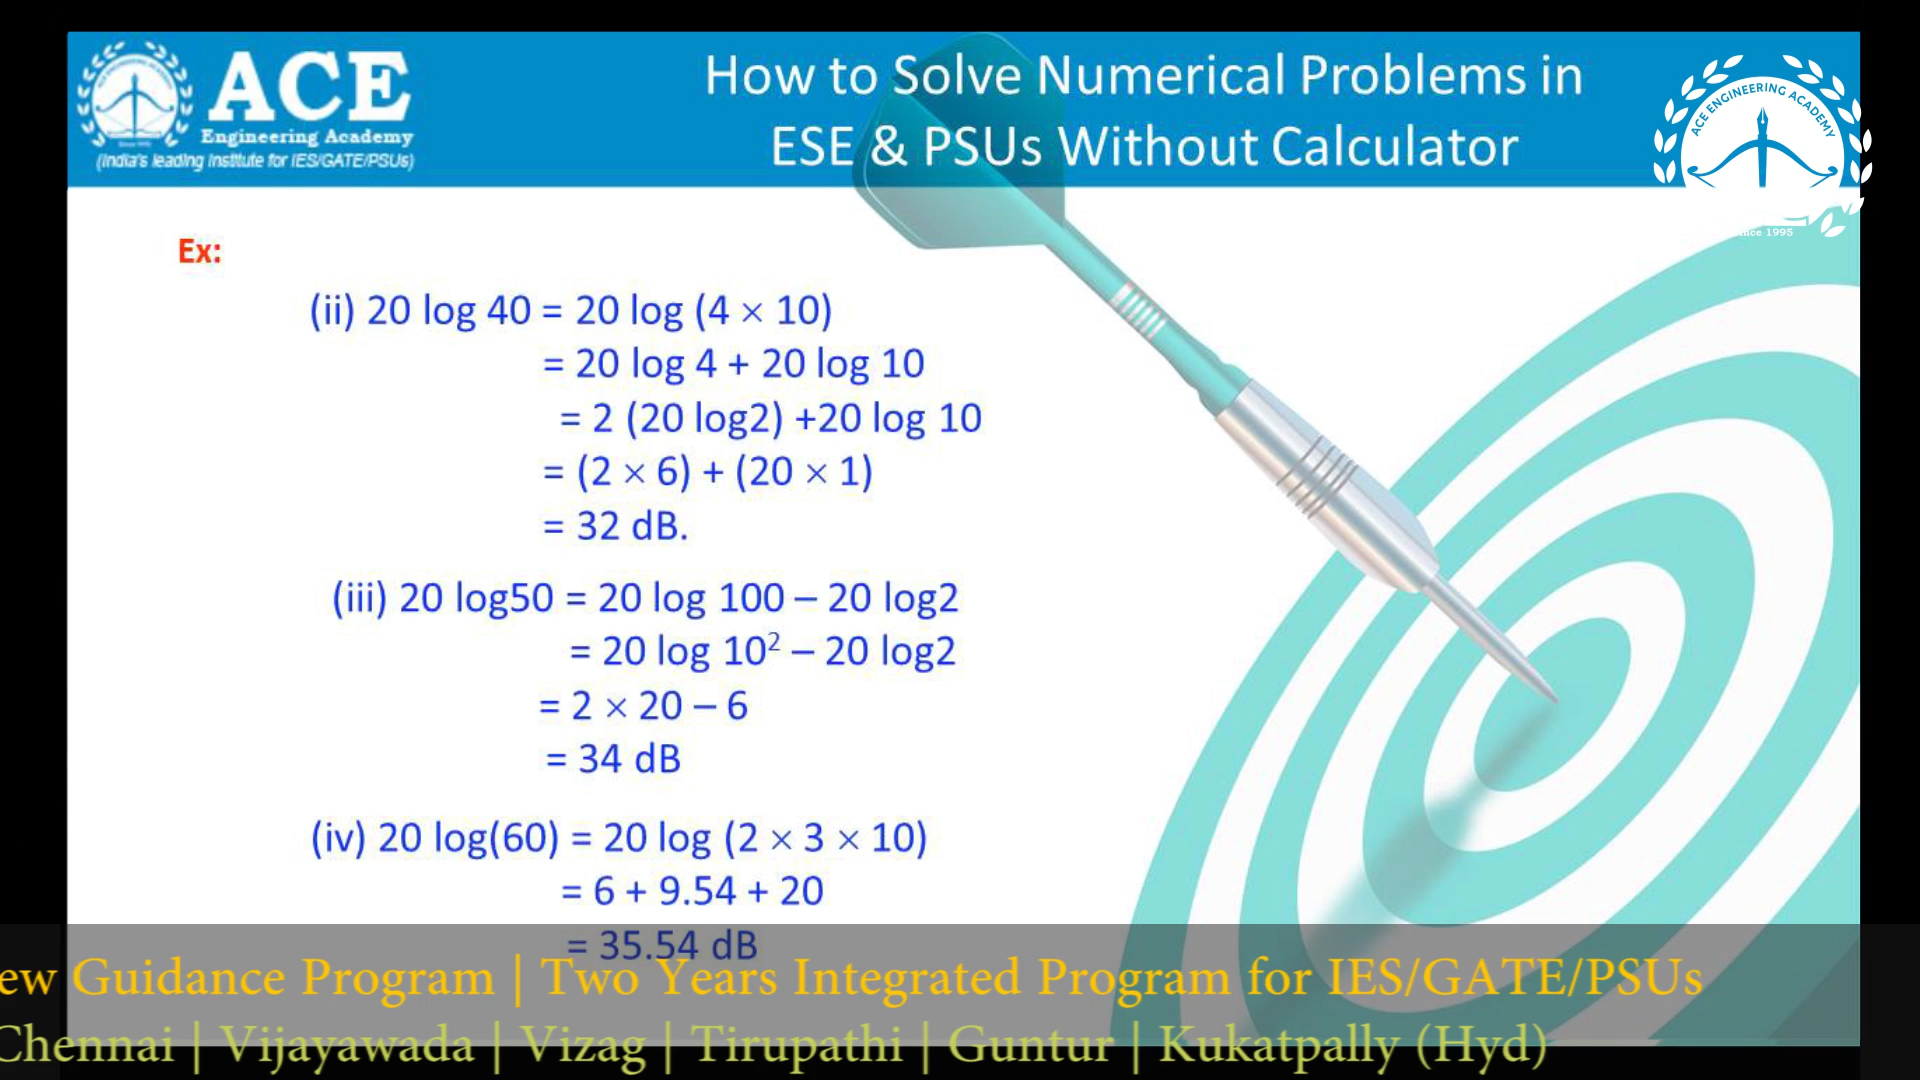 ACE
Engineering Academy
(India's leading Institute for IES/GATE/PSUs)
How to Solve Numerical Problems in
ESE & PSUs Without Calculator
ACE ENGINEERING ACADEMY
Since 1995
Ex:
(ii) 20 log 40 = 20 log (4 × 10)
= 20 log 4 + 20 log 10
= 2 (20 log2) +20 log 10
= (2 × 6) + (20 × 1)
= 32 dB.
(iii) 20 log50 = 20 log 100 – 20 log2
= 20 log 10² – 20 log2
= 2 × 20 – 6
= 34 dB
(iv) 20 log(60) = 20 log (2 × 3 × 10)
= 6 + 9.54 + 20
= 35.54 dB
ew Guidance Program | Two Years Integrated Program for IES/GATE/PSUs
Chennai | Vijayawada | Vizag | Tirupathi | Guntur | Kukatpally (Hyd)